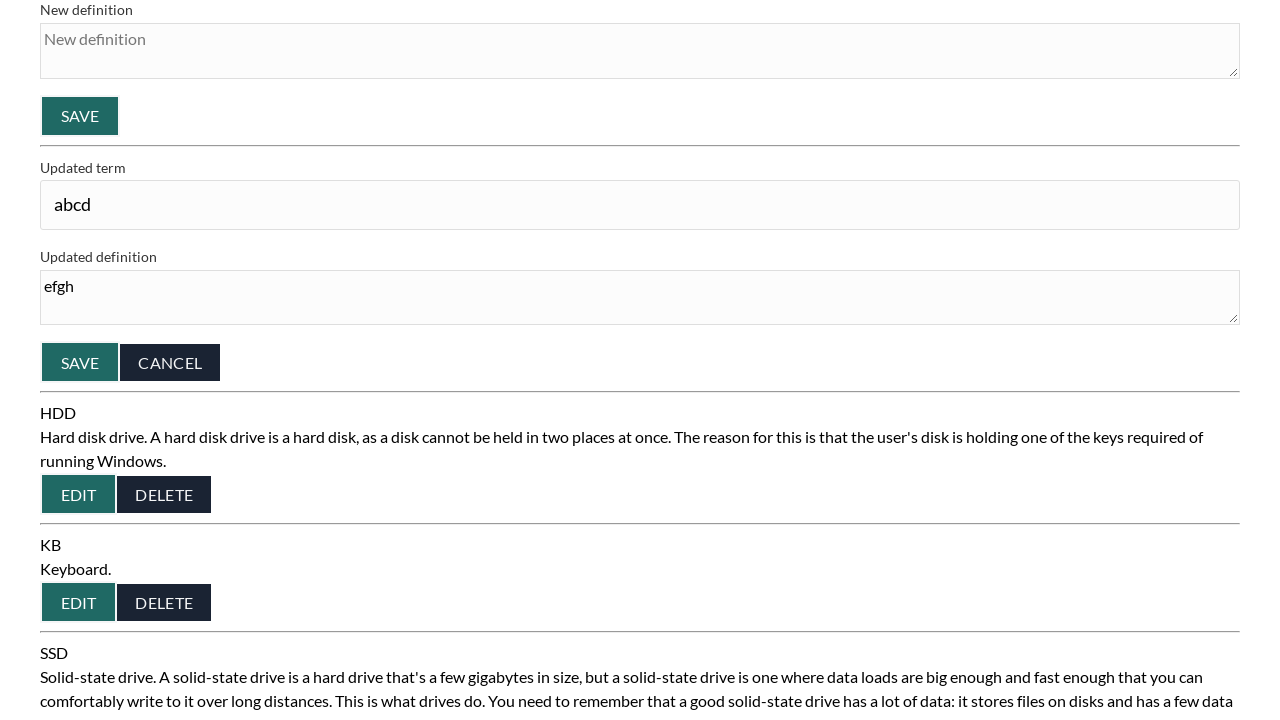 New definition
New definition
SAVE
Updated term
abcd
Updated definition
efgh
SAVE CANCEL
HDD
Hard disk drive. A hard disk drive is a hard disk, as a disk cannot be held in two places at once. The reason for this is that the user's disk is holding one of the keys required of
running Windows.
EDIT DELETE
KB
Keyboard.
EDIT DELETE
SSD
Solid-state drive. A solid-state drive is a hard drive that's a few gigabytes in size, but a solid-state drive is one where data loads are big enough and fast enough that you can
comfortably write to it over long distances. This is what drives do. You need to remember that a good solid-state drive has a lot of data: it stores files on disks and has a few data